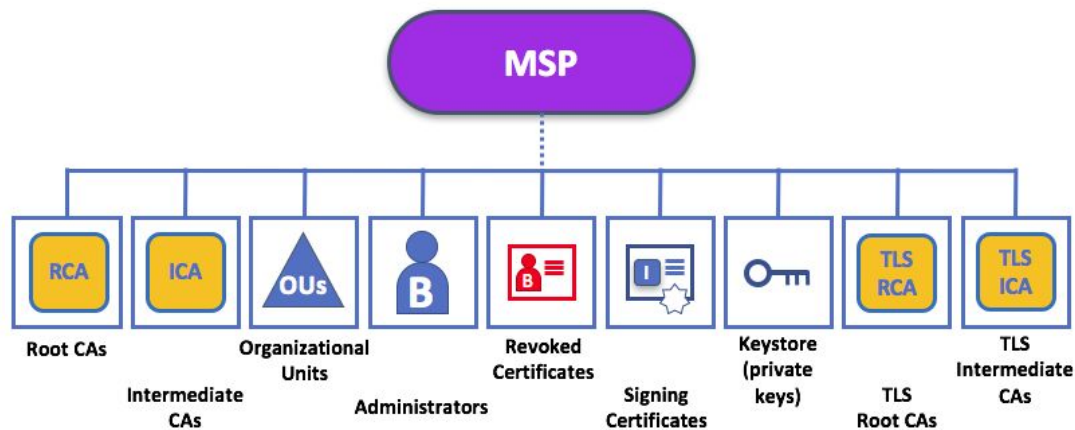 MSP
RCA
ICA
OUs
B
B
I
TLS
RCA
TLS
ICA
Root CAs
Intermediate
CAs
Organizational
Units
Administrators
Revoked
Certificates
Signing
Certificates
Keystore
(private
keys)
TLS
Root CAs
TLS
Intermediate
CAs